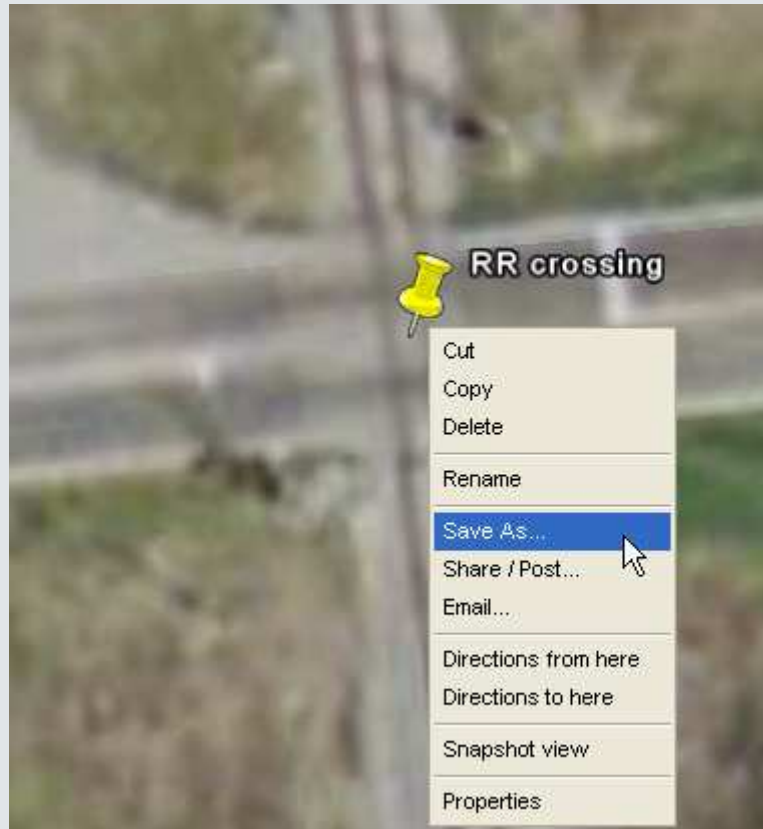 RR crossing
Cut
Copy
Delete
Rename
Save As...
Share / Post...
Email...
Directions from here
Directions to here
Snapshot view
Properties